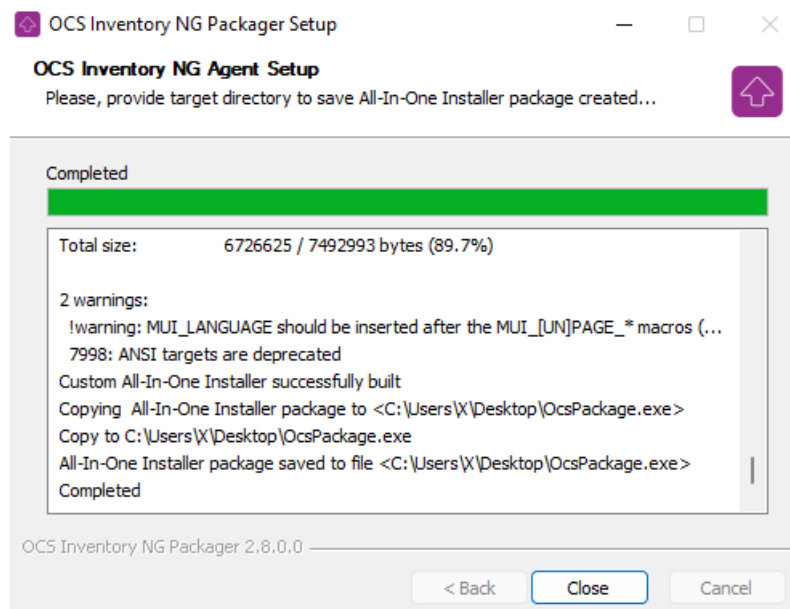 OCS Inventory NG Packager Setup
OCS Inventory NG Agent Setup
Please, provide target directory to save All-In-One Installer package created...
Completed
Total size: 6726625 / 7492993 bytes (89.7%)
2 warnings:
!warning: MUI_LANGUAGE should be inserted after the MUI_[UN]PAGE_* macros (...
7998: ANSI targets are deprecated
Custom All-In-One Installer successfully built
Copying  All-In-One Installer package to <C:\Users\X\Desktop\OcsPackage.exe>
Copy to C:\Users\X\Desktop\OcsPackage.exe
All-In-One Installer package saved to file <C:\Users\X\Desktop\OcsPackage.exe>
Completed
OCS Inventory NG Packager 2.8.0.0
< Back Close Cancel